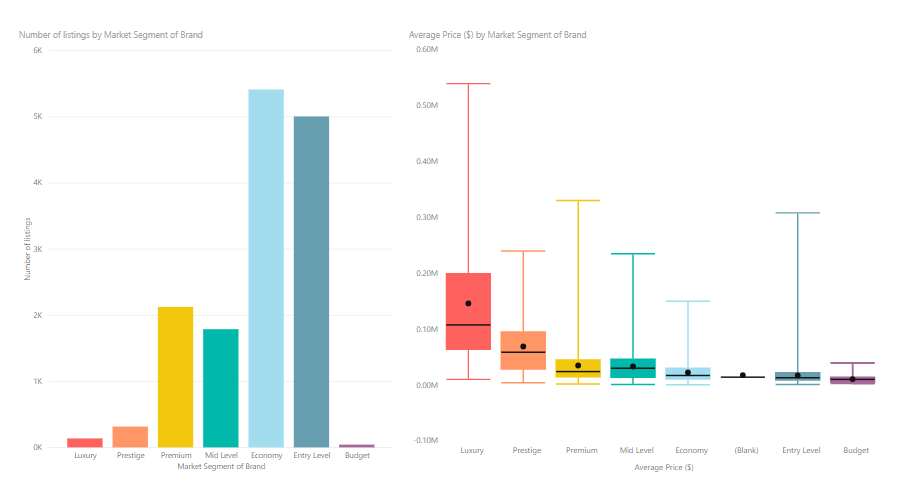 Number of listings by Market Segment of Brand
6K
5K
4K
3K
2K
1K
0K
Number of listings
Luxury Prestige Premium Mid Level Economy Entry Level Budget
Market Segment of Brand
Average Price ($) by Market Segment of Brand
0.60M
0.50M
0.40M
0.30M
0.20M
0.10M
0.00M
-0.10M
Luxury Prestige Premium Mid Level Economy (Blank) Entry Level Budget
Average Price ($)